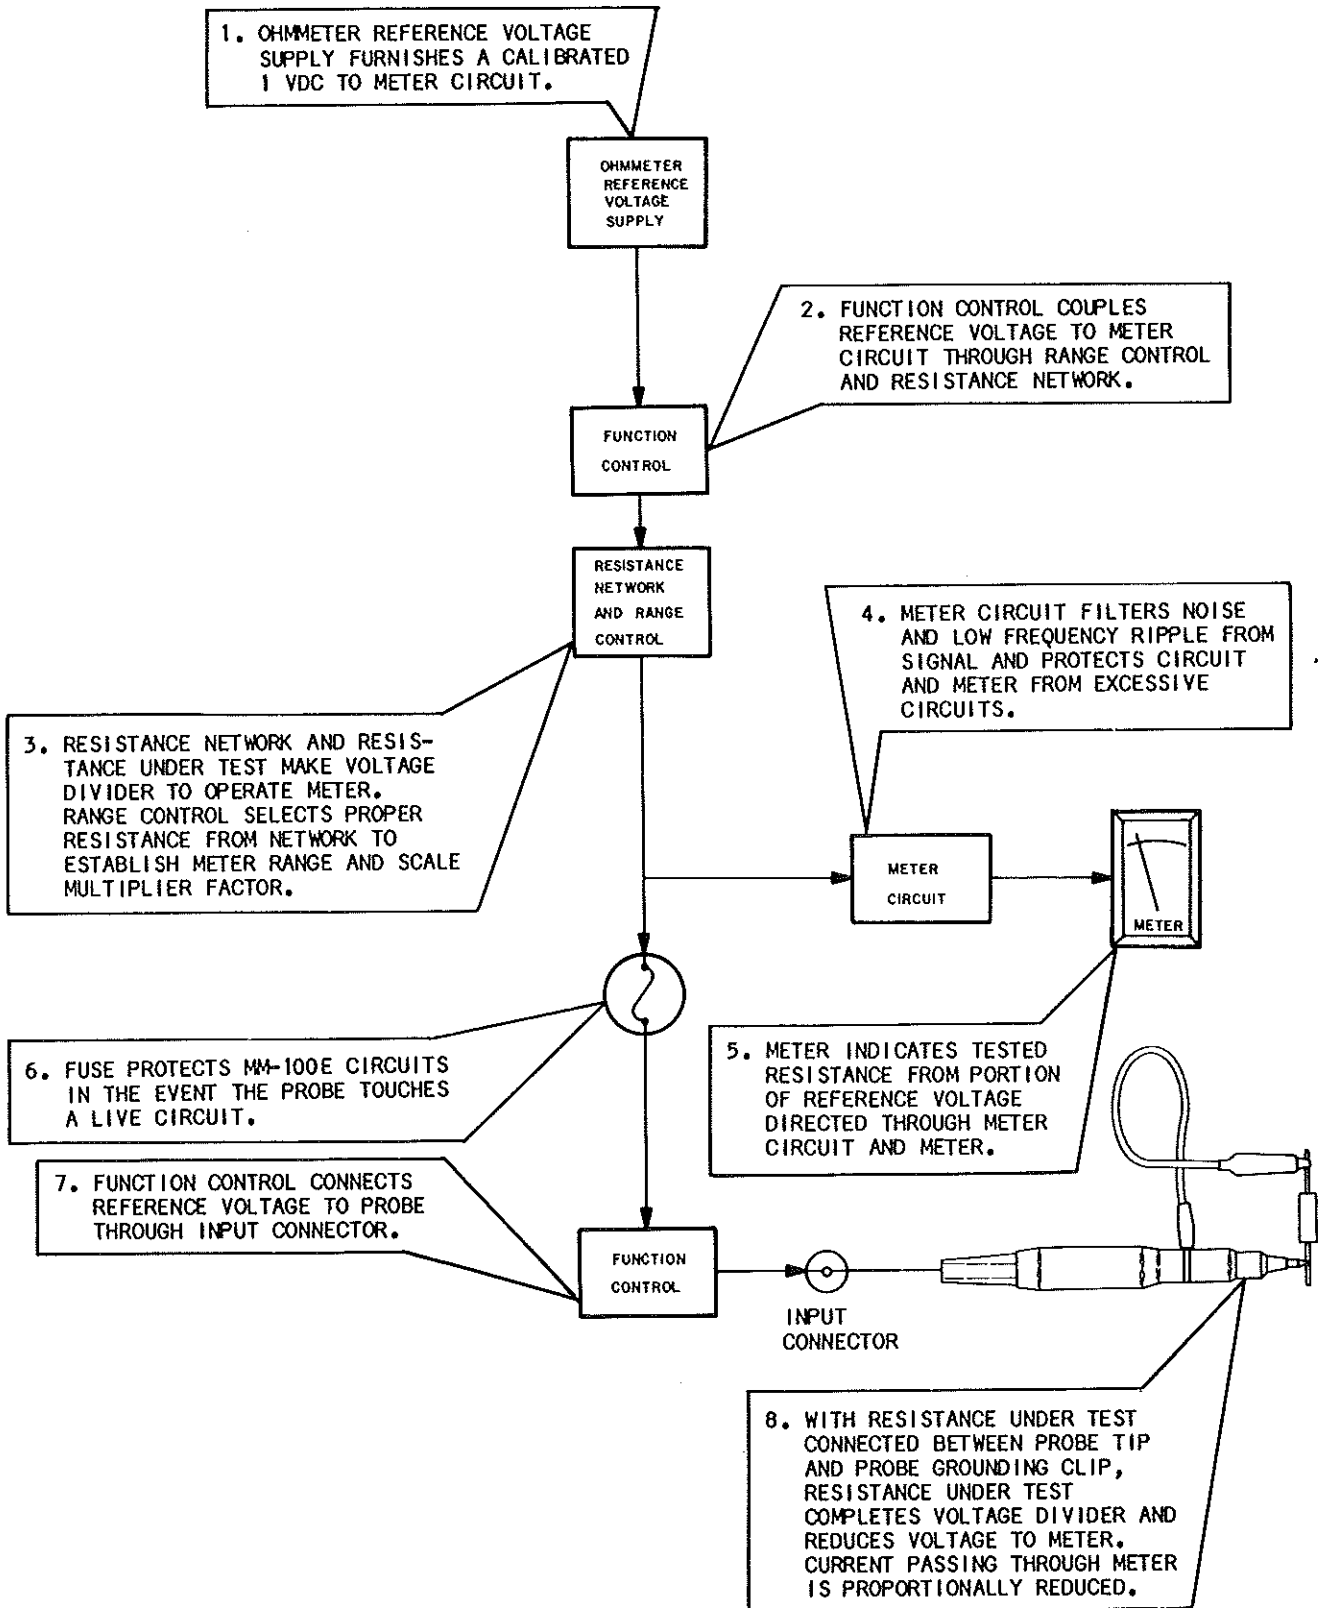 1. OHMMETER REFERENCE VOLTAGE
SUPPLY FURNISHES A CALIBRATED
1 VDC TO METER CIRCUIT.
OHMMETER
REFERENCE
VOLTAGE
SUPPLY
2. FUNCTION CONTROL COUPLES
REFERENCE VOLTAGE TO METER
CIRCUIT THROUGH RANGE CONTROL
AND RESISTANCE NETWORK.
FUNCTION
CONTROL
RESISTANCE
NETWORK
AND RANGE
CONTROL
4. METER CIRCUIT FILTERS NOISE
AND LOW FREQUENCY RIPPLE FROM
SIGNAL AND PROTECTS CIRCUIT
AND METER FROM EXCESSIVE
CIRCUITS.
3. RESISTANCE NETWORK AND RESIS-
TANCE UNDER TEST MAKE VOLTAGE
DIVIDER TO OPERATE METER.
RANGE CONTROL SELECTS PROPER
RESISTANCE FROM NETWORK TO
ESTABLISH METER RANGE AND SCALE
MULTIPLIER FACTOR.
METER
CIRCUIT
METER
6. FUSE PROTECTS MM-100E CIRCUITS
IN THE EVENT THE PROBE TOUCHES
A LIVE CIRCUIT.
5. METER INDICATES TESTED
RESISTANCE FROM PORTION
OF REFERENCE VOLTAGE
DIRECTED THROUGH METER
CIRCUIT AND METER.
7. FUNCTION CONTROL CONNECTS
REFERENCE VOLTAGE TO PROBE
THROUGH INPUT CONNECTOR.
FUNCTION
CONTROL
INPUT
CONNECTOR
8. WITH RESISTANCE UNDER TEST
CONNECTED BETWEEN PROBE TIP
AND PROBE GROUNDING CLIP,
RESISTANCE UNDER TEST
COMPLETES VOLTAGE DIVIDER AND
REDUCES VOLTAGE TO METER.
CURRENT PASSING THROUGH METER
IS PROPORTIONALLY REDUCED.